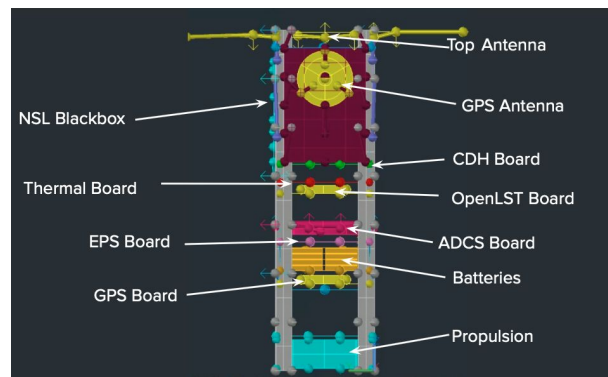 Top Antenna
GPS Antenna
NSL Blackbox
CDH Board
Thermal Board
OpenLST Board
EPS Board
ADCS Board
Batteries
GPS Board
Propulsion